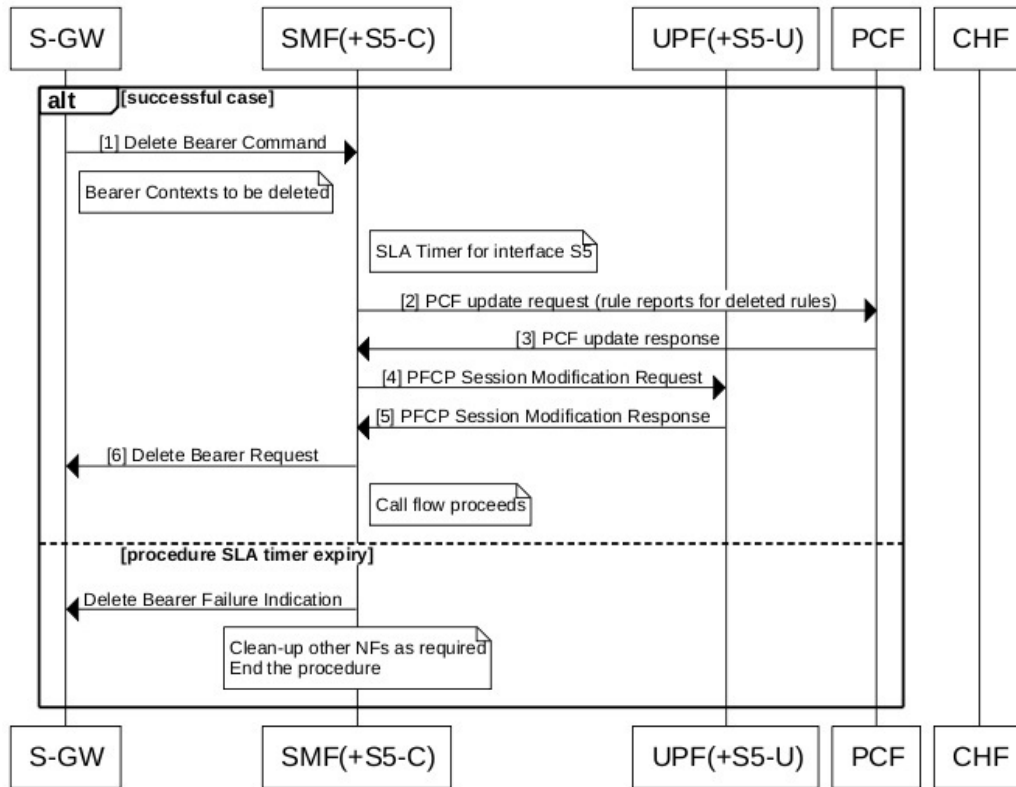 S-GW
SMF(+S5-C)
UPF(+S5-U)
PCF
CHF
alt
[successful case]
[1] Delete Bearer Command
Bearer Contexts to be deleted
SLA Timer for interface S5
[2] PCF update request (rule reports for deleted rules)
[3] PCF update response
[4] PFCP Session Modification Request
[5] PFCP Session Modification Response
[6] Delete Bearer Request
Call flow proceeds
[procedure SLA timer expiry]
Delete Bearer Failure Indication
Clean-up other NFs as required
End the procedure
S-GW
SMF(+S5-C)
UPF(+S5-U)
PCF
CHF